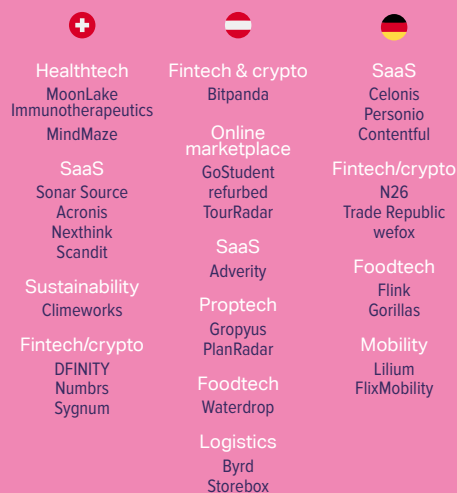 Healthtech
MoonLake
Immunotherapeutics
MindMaze
SaaS
Sonar Source
Acronis
Nexthink
Scandit
Sustainability
Climeworks
Fintech/crypto
DFINITY
Numbrs
Sygnum
Fintech & crypto
Bitpanda
Online
marketplace
GoStudent
refurbed
TourRadar
SaaS
Adverity
Proptech
Gropyus
PlanRadar
Foodtech
Waterdrop
Logistics
Byrd
Storebox
SaaS
Celonis
Personio
Contentful
Fintech/crypto
N26
Trade Republic
wefox
Foodtech
Flink
Gorillas
Mobility
Lilium
FlixMobility